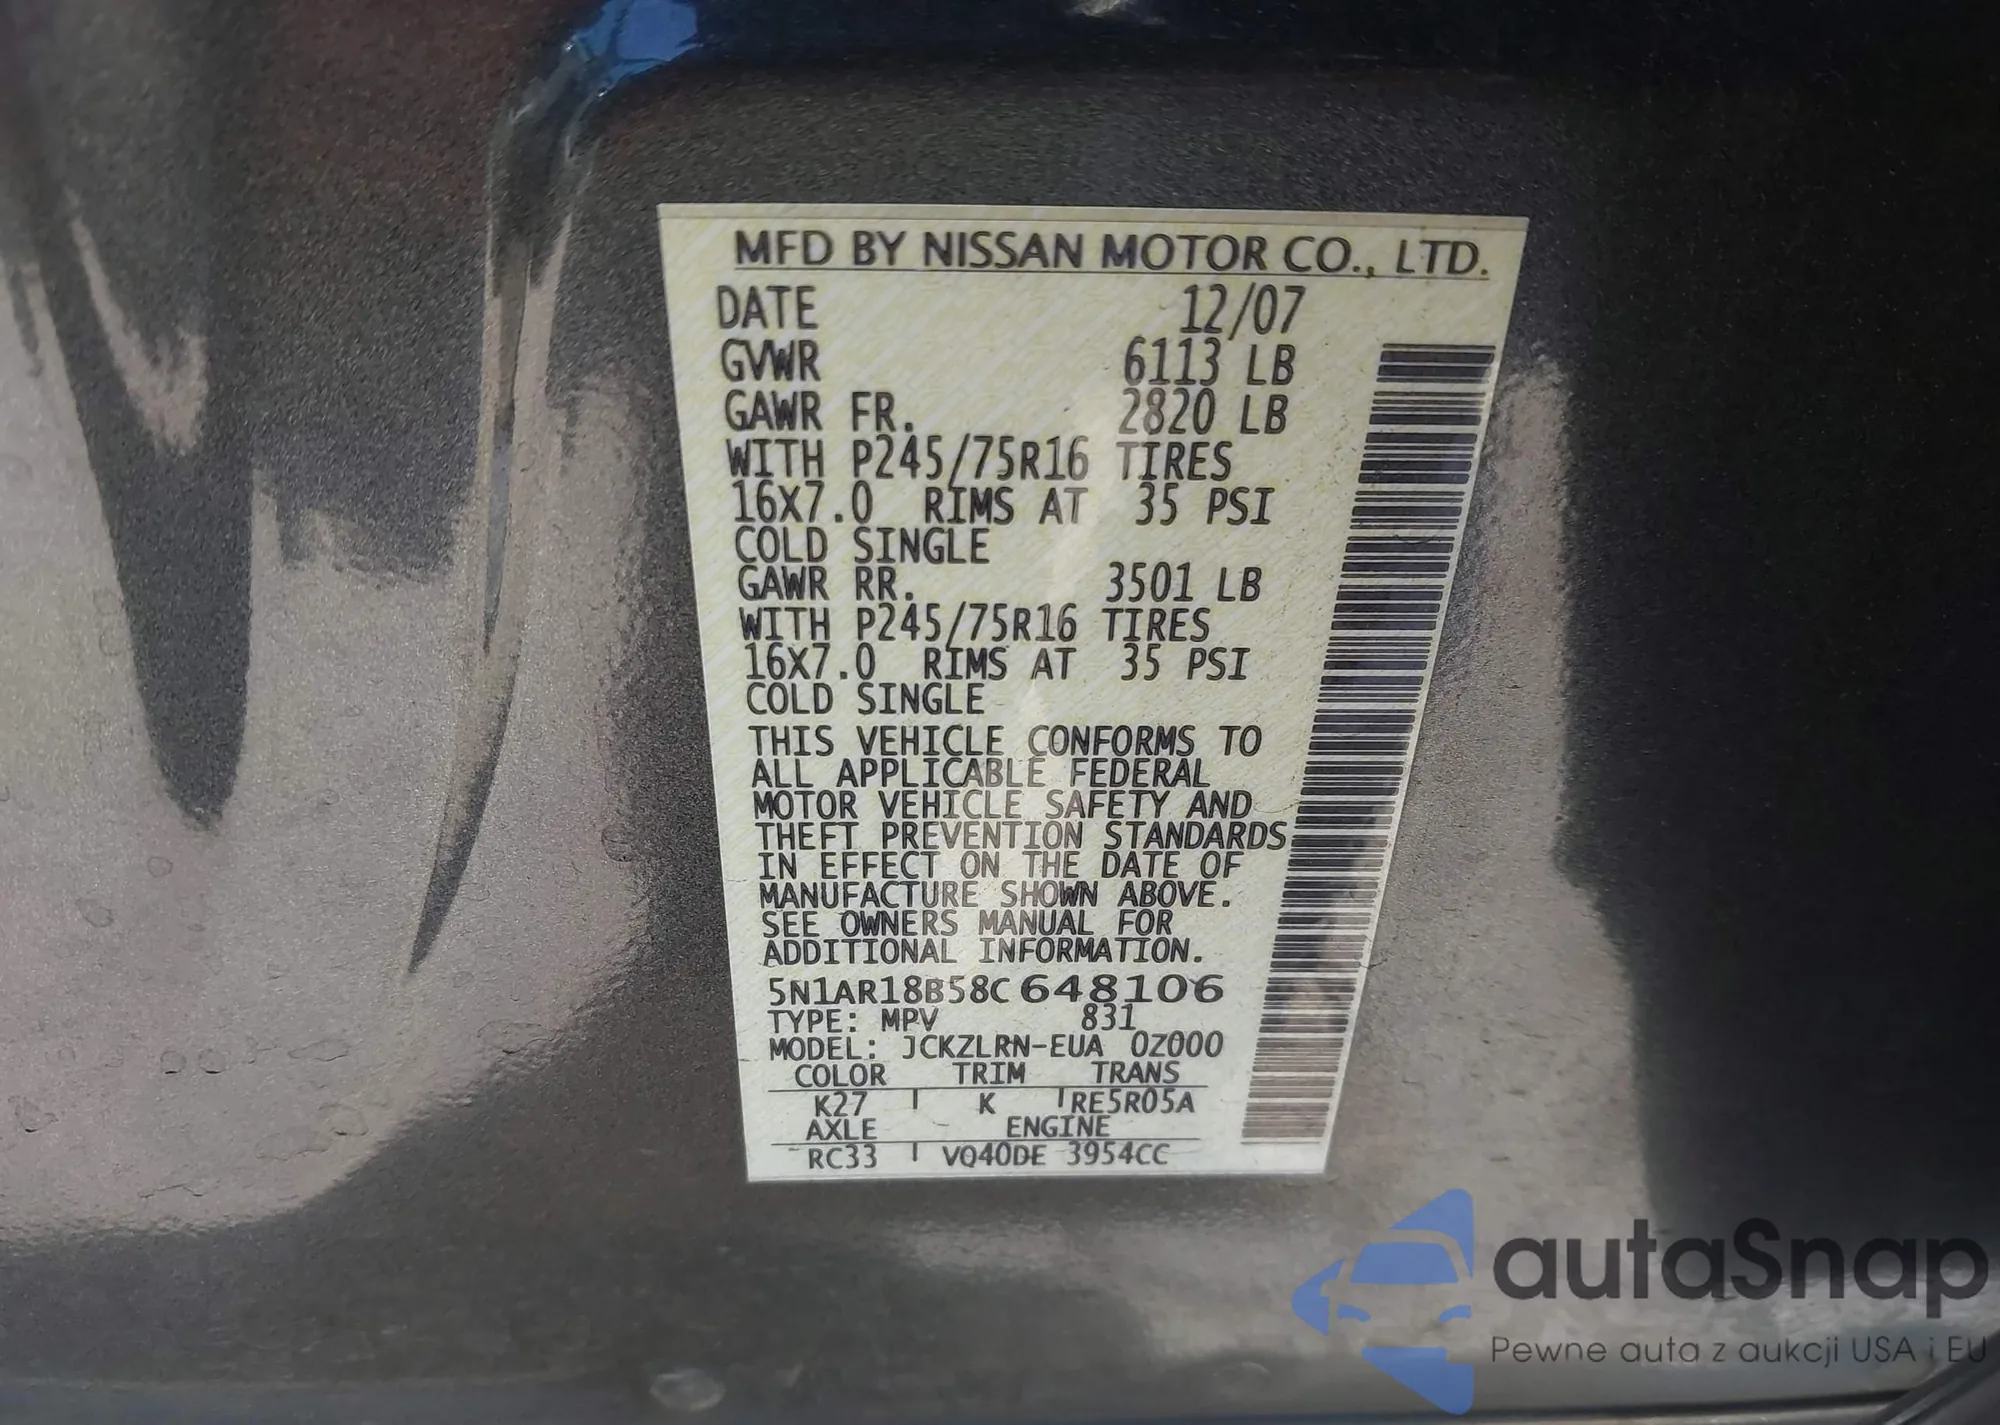 MFD BY NISSAN MOTOR CO., LTD.
DATE 12/07
GVWR 6113 LB
GAWR FR. 2820 LB
WITH P245/75R16 TIRES
16X7.0 RIMS AT 35 PSI
COLD SINGLE
GAWR RR. 3501 LB
WITH P245/75R16 TIRES
16X7.0 RIMS AT 35 PSI
COLD SINGLE
THIS VEHICLE CONFORMS TO
ALL APPLICABLE FEDERAL
MOTOR VEHICLE SAFETY AND
THEFT PREVENTION STANDARDS
IN EFFECT ON THE DATE OF
MANUFACTURE SHOWN ABOVE.
SEE OWNERS MANUAL FOR
ADDITIONAL INFORMATION.
5N1AR18B58C648106
TYPE: MPV 831
MODEL: JCKZLRN-EUA 0Z000
COLOR TRIM TRANS
K27 K RE5R05A
AXLE ENGINE
RC33 VQ40DE 3954CC
autaSnap
Pewne auta z aukcji USA i EU